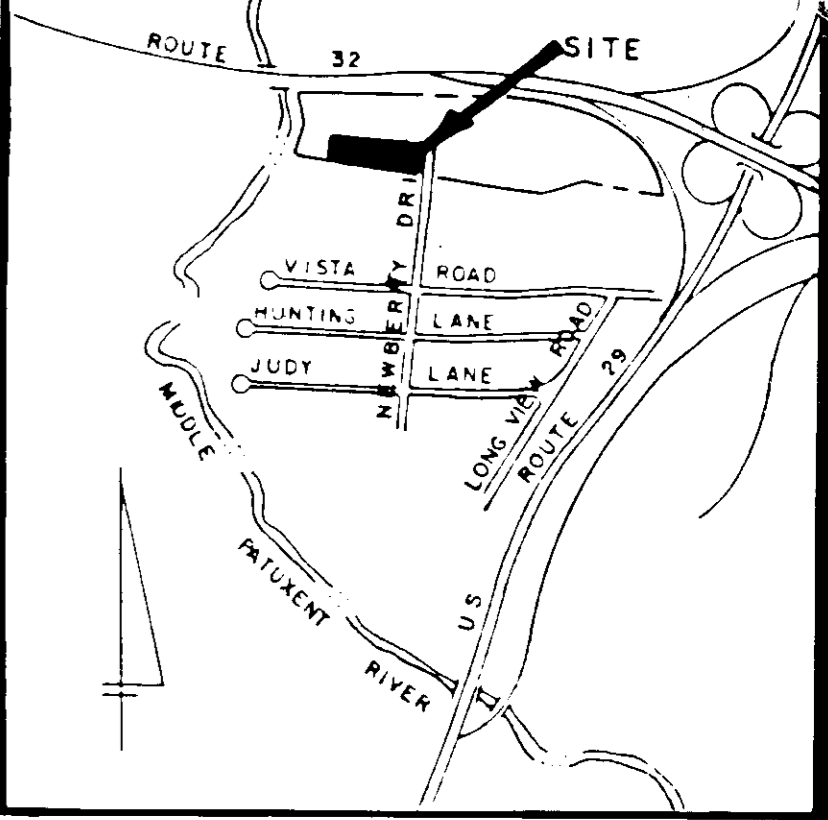 ROUTE 32
SITE
NEWBERRY DRI
VISTA ROAD
HUNTING LANE
JUDY LANE
LONG VIEW ROAD
US ROUTE 29
MIDDLE PATUXENT RIVER